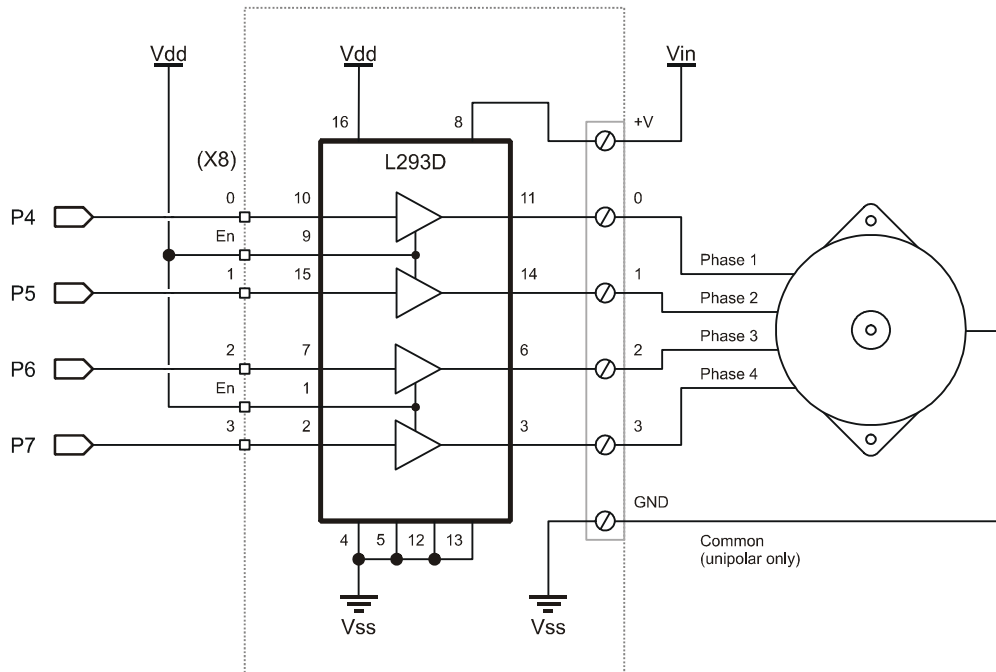 Vdd
Vdd
Vin
16
8
+V
(X8)
L293D
P4
0
10
11
0
En
9
Phase 1
P5
1
15
14
1
Phase 2
P6
2
7
6
2
Phase 3
En
1
Phase 4
P7
3
2
3
3
GND
4
5
12
13
Common
(unipolar only)
Vss
Vss